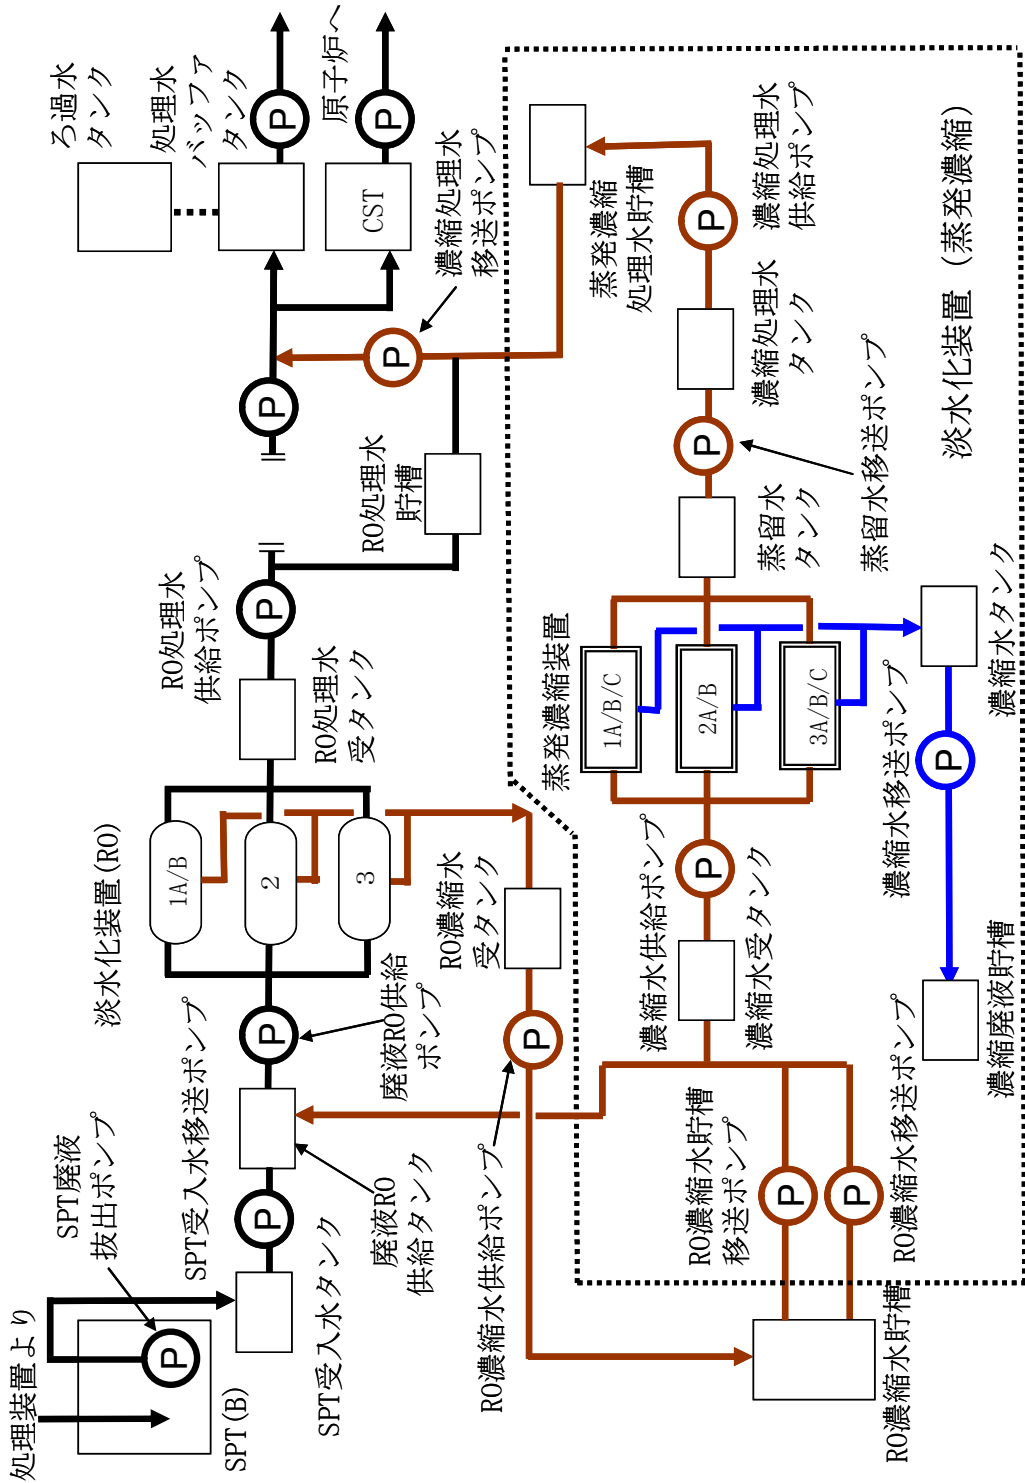 処理装置より
SPT(B)
P
SPT廃液
抜出ポンプ
SPT受入水タンク
P
SPT受入水移送ポンプ
廃液RO
供給タンク
P
廃液RO供給
ポンプ
淡水化装置(RO)
1A/B
2
3
RO処理水
受タンク
P
RO処理水
供給ポンプ
RO処理水
貯槽
P
ろ過水
タンク
処理水
バッファ
タンク
P
CST
P
原子炉へ
P
濃縮処理水
移送ポンプ
RO濃縮水
受タンク
P
RO濃縮水供給ポンプ
RO濃縮水貯槽
P
RO濃縮水貯槽
移送ポンプ
P
RO濃縮水移送ポンプ
濃縮水受タンク
P
濃縮水供給ポンプ
蒸発濃縮装置
1A/B/C
2A/B
3A/B/C
蒸留水
タンク
P
蒸留水移送ポンプ
濃縮処理水
タンク
P
濃縮処理水
供給ポンプ
蒸発濃縮
処理水貯槽
濃縮水タンク
P
濃縮水移送ポンプ
濃縮廃液貯槽
淡水化装置(蒸発濃縮)